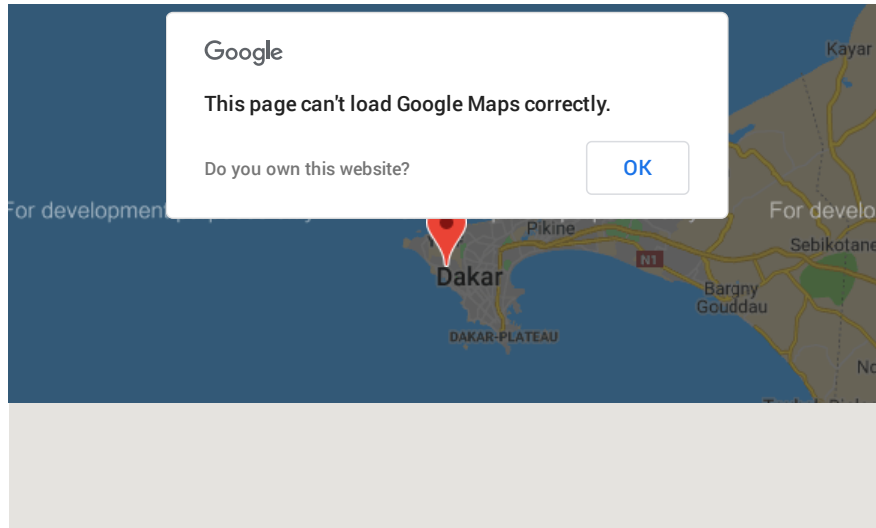 Google
This page can't load Google Maps correctly.
Do you own this website?
OK
Kayar
For development
For develo
Pikine
Sebikotane
N1
Dakar
Bargny
Gouddau
DAKAR-PLATEAU